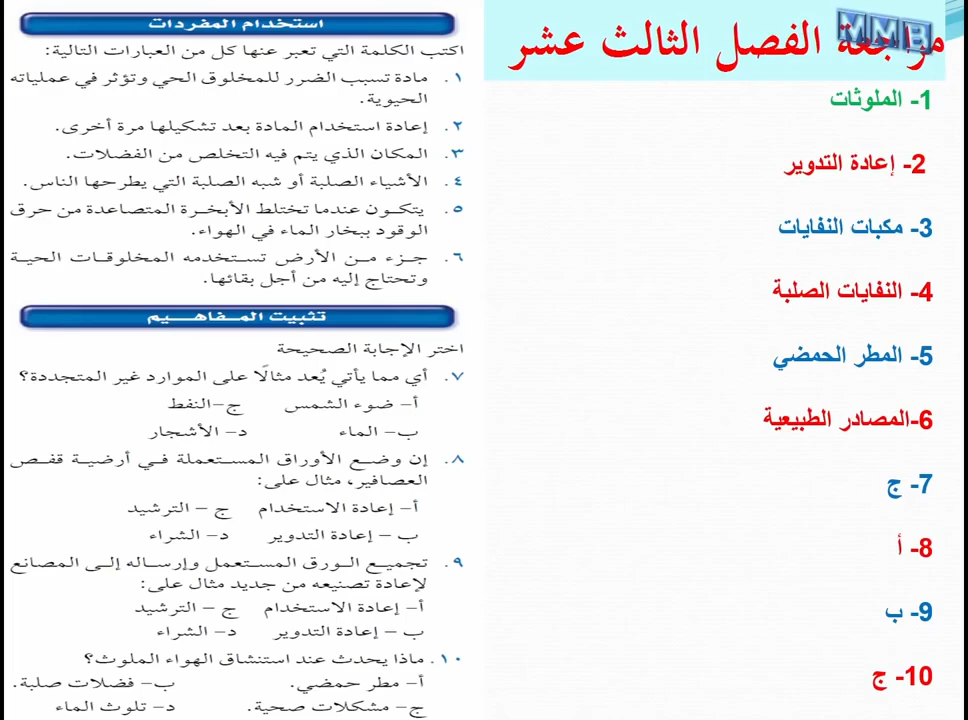 MMB
مراجعة الفصل الثالث عشر
1- الملوثات
2- إعادة التدوير
3- مكبات النفايات
4- النفايات الصلبة
5- المطر الحمضي
6-المصادر الطبيعية
7- ج
8- أ
9- ب
10- ج
استخدام المفردات
اكتب الكلمة التي تعبر عنها كل من العبارات التالية:
١. مادة تسبب الضرر للمخلوق الحي وتؤثر في عملياته
الحيوية.
٢. إعادة استخدام المادة بعد تشكيلها مرة أخرى.
٣. المكان الذي يتم فيه التخلص من الفضلات.
٤. الأشياء الصلبة أو شبه الصلبة التي يطرحها الناس.
٥. يتكون عندما تختلط الأبخرة المتصاعدة من حرق
الوقود ببخار الماء في الهواء.
٦. جزء من الأرض تستخدمه المخلوقات الحية
وتحتاج إليه من أجل بقائها.
تثبيت المفاهيم
اختر الإجابة الصحيحة
٧. أي مما يأتي يُعد مثالًا على الموارد غير المتجددة؟
أ- ضوء الشمس ج-النفط
ب- الماء د- الأشجار
٨. إن وضع الأوراق المستعملة في أرضية قفص
العصافير، مثال على:
أ- إعادة الاستخدام ج - الترشيد
ب - إعادة التدوير د- الشراء
٩. تجميع الورق المستعمل وإرساله إلى المصانع
لإعادة تصنيعه من جديد مثال على:
أ- إعادة الاستخدام ج - الترشيد
ب - إعادة التدوير د- الشراء
١٠. ماذا يحدث عند استنشاق الهواء الملوث؟
أ- مطر حمضي. ب- فضلات صلبة.
ج- مشكلات صحية. د- تلوث الماء